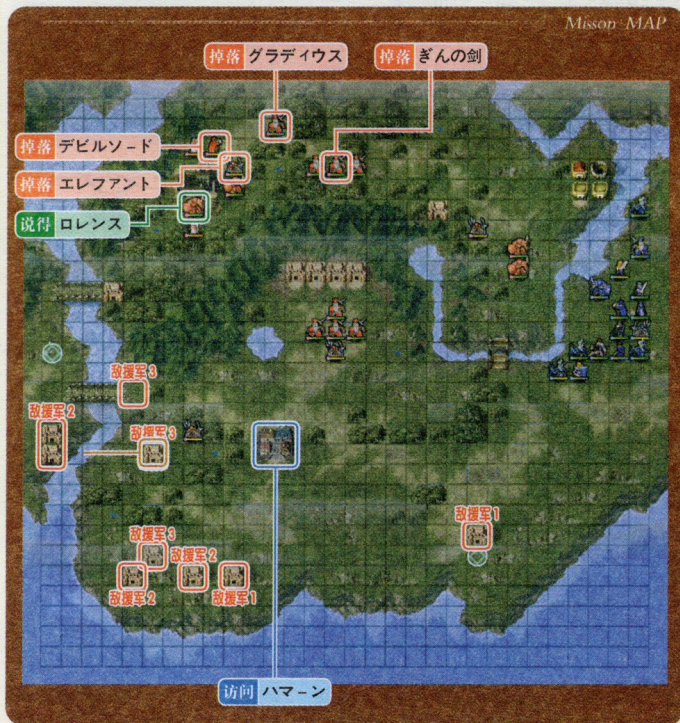 Misson MAP
掉落 グラディウス
掉落 ぎんの剑
掉落 デビルソード
掉落 エレファント
说得 ロレンス
敌援军3
敌援军2
敌援军3
敌援军1
敌援军3
敌援军2
敌援军2
敌援军1
访问 ハマーン